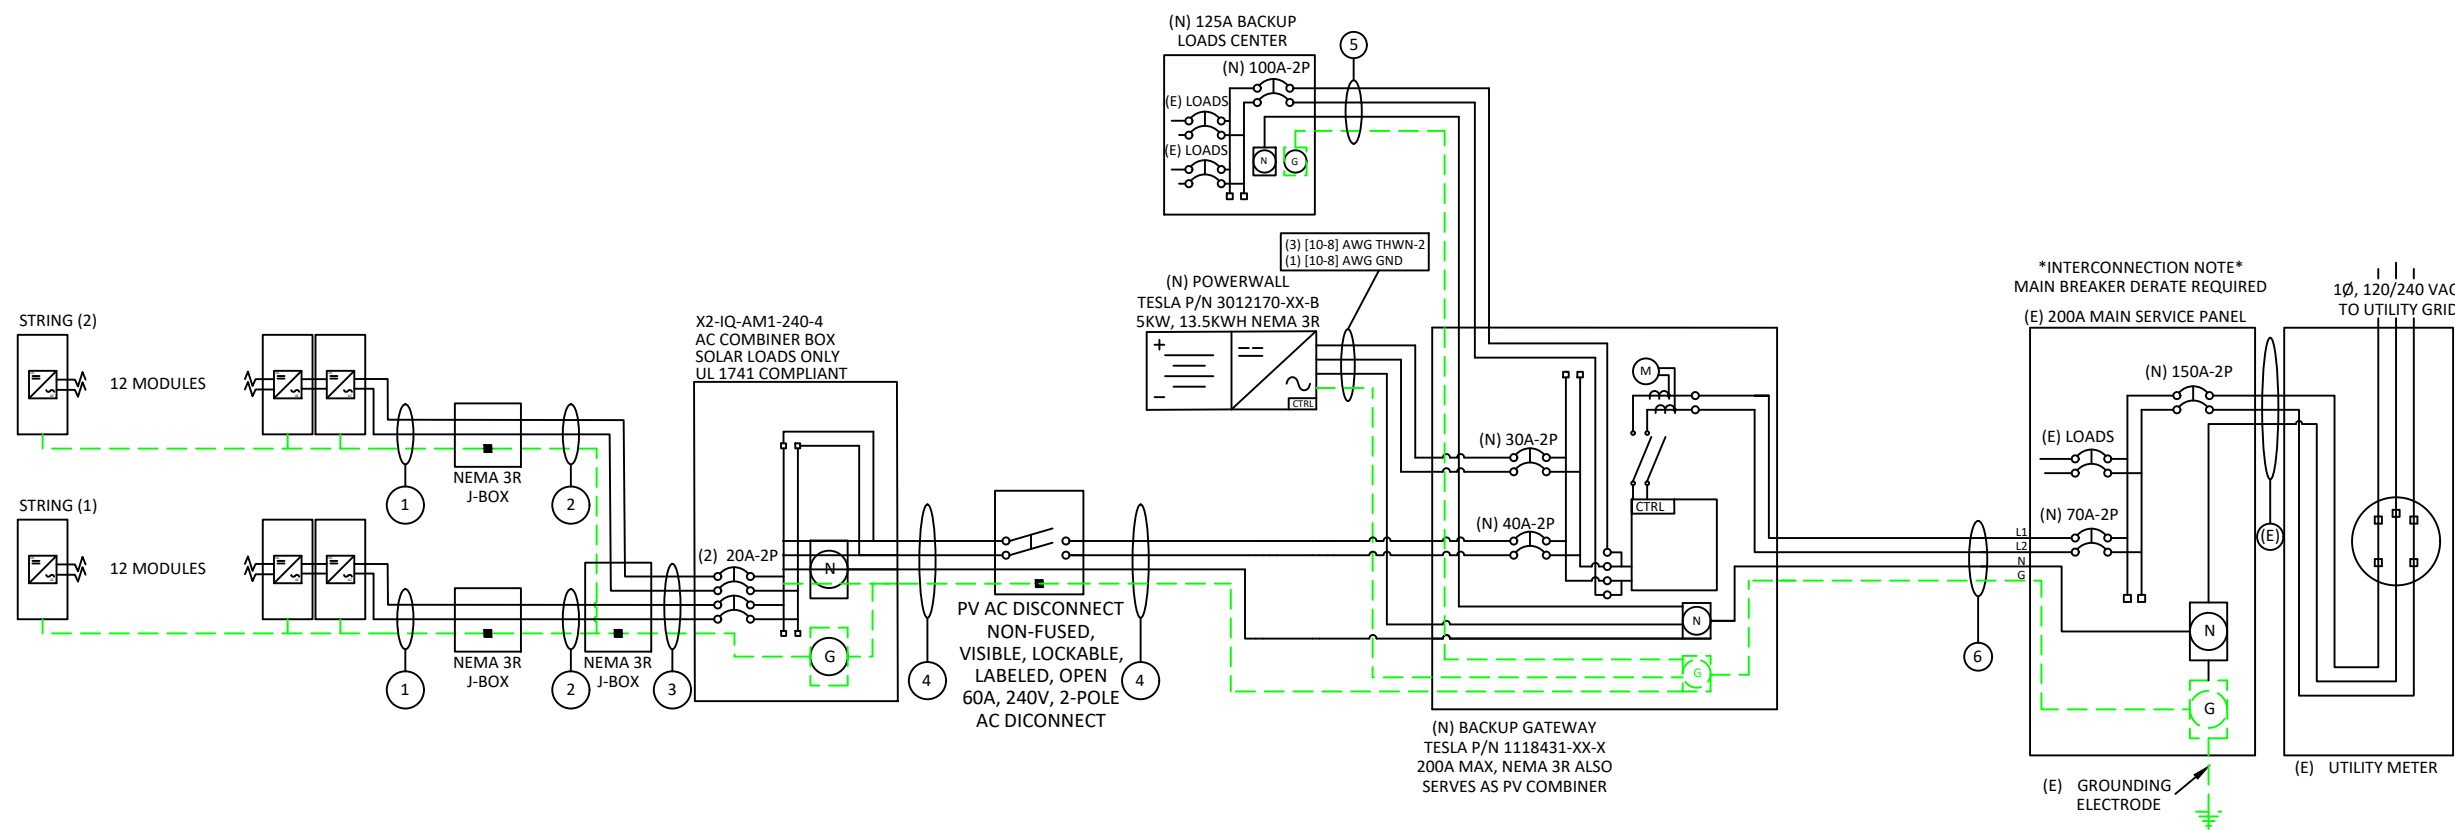 (N) 125A BACKUP
LOADS CENTER
5
(N) 100A-2P
(E) LOADS
(E) LOADS
N
G
(3) [10-8] AWG THWN-2
(1) [10-8] AWG GND
(N) POWERWALL
TESLA P/N 3012170-XX-B
5KW, 13.5KWH NEMA 3R
CTRL
STRING (2)
12 MODULES
1
NEMA 3R
J-BOX
2
STRING (1)
12 MODULES
1
NEMA 3R
J-BOX
2
NEMA 3R
J-BOX
3
X2-IQ-AM1-240-4
AC COMBINER BOX
SOLAR LOADS ONLY
UL 1741 COMPLIANT
(2) 20A-2P
N
G
4
PV AC DISCONNECT
NON-FUSED,
VISIBLE, LOCKABLE,
LABELED, OPEN
60A, 240V, 2-POLE
AC DICONNECT
4
M
(N) 30A-2P
CTRL
(N) 40A-2P
N
G
(N) BACKUP GATEWAY
TESLA P/N 1118431-XX-X
200A MAX, NEMA 3R ALSO
SERVES AS PV COMBINER
6
L1
L2
N
G
*INTERCONNECTION NOTE*
MAIN BREAKER DERATE REQUIRED
(E) 200A MAIN SERVICE PANEL
(N) 150A-2P
(E) LOADS
(N) 70A-2P
N
G
(E)
(E) GROUNDING
ELECTRODE
1Ø, 120/240 VAC
TO UTILITY GRID
(E) UTILITY METER